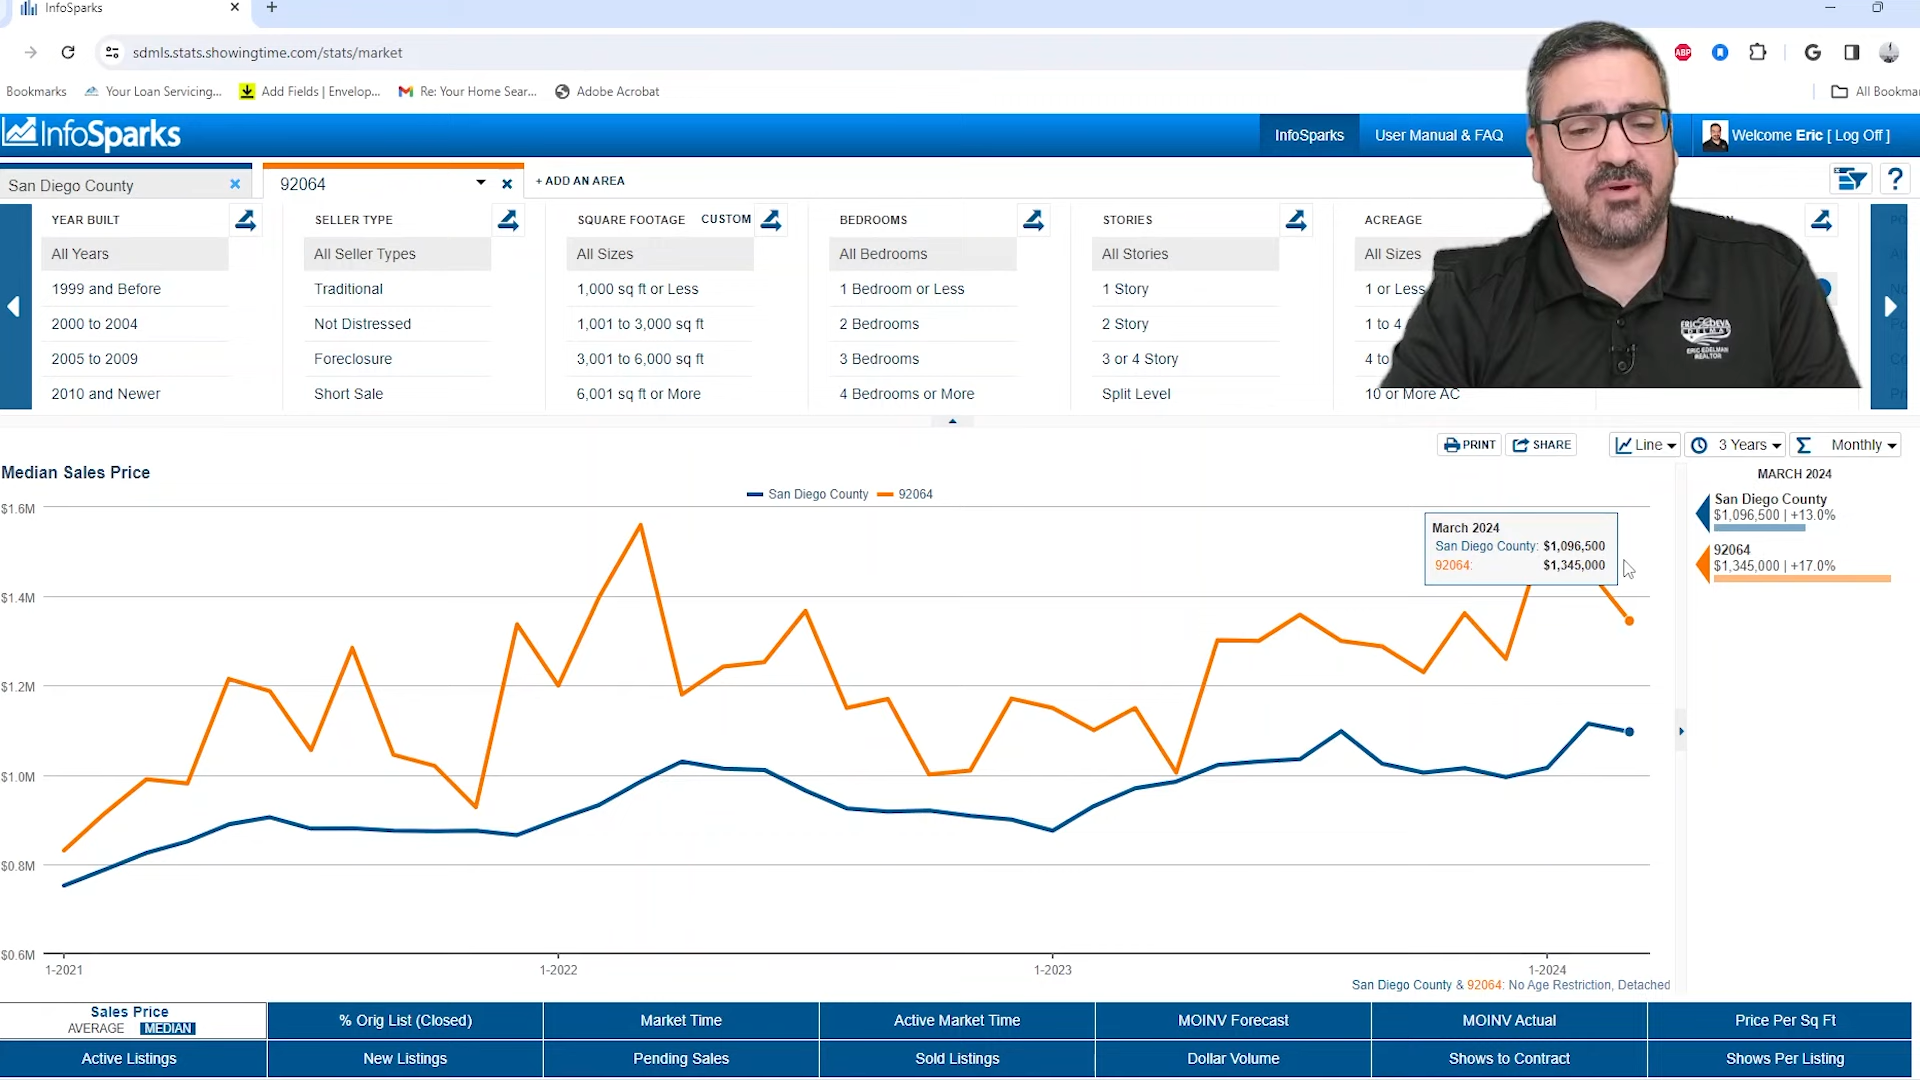 InfoSparks
sdmls.stats.showingtime.com/stats/market
Bookmarks
Your Loan Servicing...
Add Fields | Envelop...
Re: Your Home Sear...
Adobe Acrobat
All Bookma
ABP
InfoSparks
InfoSparks
User Manual & FAQ
Welcome Eric [ Log Off ]
San Diego County
92064
+ ADD AN AREA
YEAR BUILT
All Years
1999 and Before
2000 to 2004
2005 to 2009
2010 and Newer
SELLER TYPE
All Seller Types
Traditional
Not Distressed
Foreclosure
Short Sale
SQUARE FOOTAGE CUSTOM
All Sizes
1,000 sq ft or Less
1,001 to 3,000 sq ft
3,001 to 6,000 sq ft
6,001 sq ft or More
BEDROOMS
All Bedrooms
1 Bedroom or Less
2 Bedrooms
3 Bedrooms
4 Bedrooms or More
STORIES
All Stories
1 Story
2 Story
3 or 4 Story
Split Level
ACREAGE
All Sizes
1 or Less
1 to 4
4 to
10 or More AC
ERIC EDELMAN
REALTOR
PRINT
SHARE
Line
3 Years
Monthly
Median Sales Price
San Diego County
92064
$1.6M
$1.4M
$1.2M
$1.0M
$0.8M
$0.6M
1-2021
1-2022
1-2023
1-2024
March 2024
San Diego County: $1,096,500
92064: $1,345,000
MARCH 2024
San Diego County
$1,096,500 | +13.0%
92064
$1,345,000 | +17.0%
San Diego County & 92064: No Age Restriction, Detached
Sales Price
AVERAGE MEDIAN
% Orig List (Closed)
Market Time
Active Market Time
MOINV Forecast
MOINV Actual
Price Per Sq Ft
Active Listings
New Listings
Pending Sales
Sold Listings
Dollar Volume
Shows to Contract
Shows Per Listing